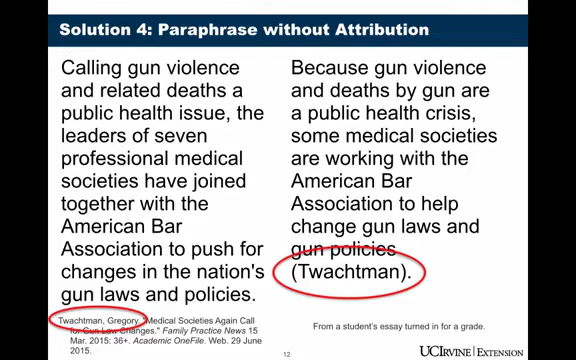 Solution 4: Paraphrase without Attribution
Calling gun violence
and related deaths a
public health issue, the
leaders of seven
professional medical
societies have joined
together with the
American Bar
Association to push for
changes in the nation's
gun laws and policies.
Twachtman, Gregory. "Medical Societies Again Call
for Gun Law Changes." Family Practice News 15
Mar. 2015: 36+. Academic OneFile. Web. 29 June
2015.
Because gun violence
and deaths by gun are
a public health crisis,
some medical societies
are working with the
American Bar
Association to help
change gun laws and
gun policies
(Twachtman).
From a student's essay turned in for a grade.
12
UCIRVINE | EXTENSION